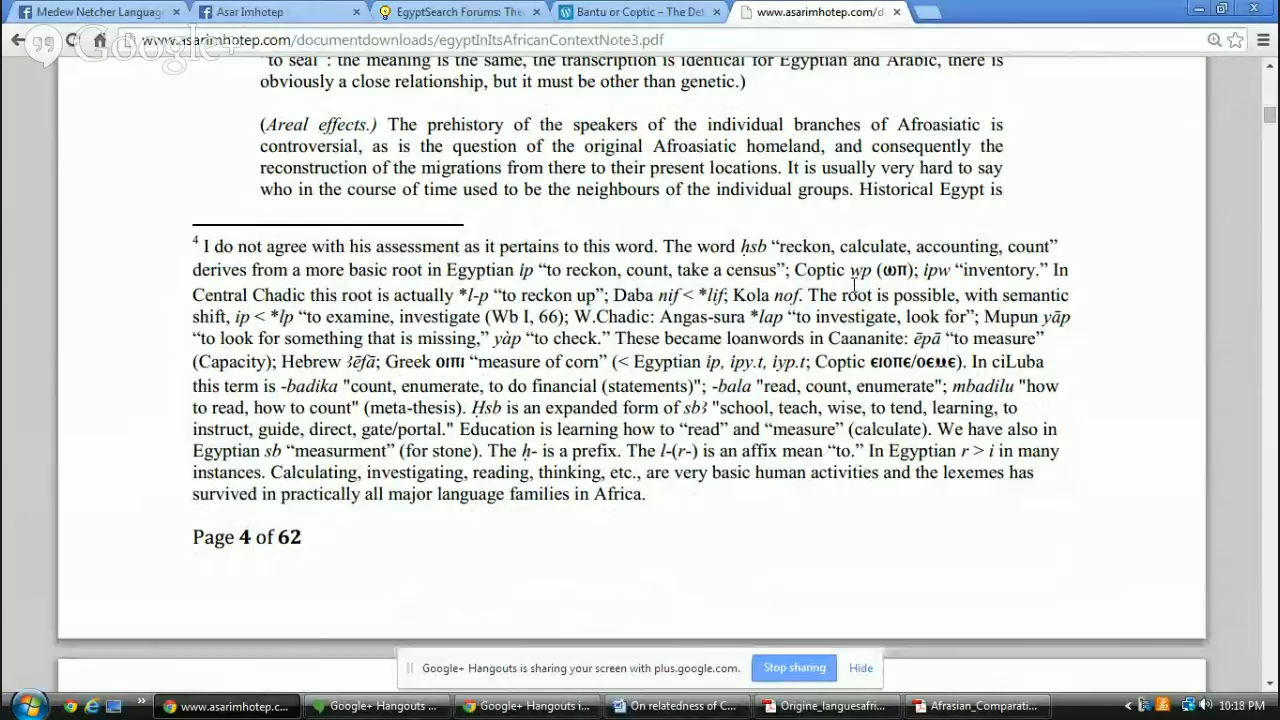 Medew Netcher Language
Asar Imhotep
EgyptSearch Forums: The
Bantu or Coptic – The De
www.asarimhotep.com/d
Google+
www.asarimhotep.com/documentdownloads/egyptInItsAfricanContextNote3.pdf
"to seal": the meaning is the same, the transcription is identical for Egyptian and Arabic, there is
obviously a close relationship, but it must be other than genetic.)
(Areal effects.) The prehistory of the speakers of the individual branches of Afroasiatic is
controversial, as is the question of the original Afroasiatic homeland, and consequently the
reconstruction of the migrations from there to their present locations. It is usually very hard to say
who in the course of time used to be the neighbours of the individual groups. Historical Egypt is
4 I do not agree with his assessment as it pertains to this word. The word ḥsb “reckon, calculate, accounting, count”
derives from a more basic root in Egyptian ip “to reckon, count, take a census”; Coptic wp (ⲱⲡ); ipw “inventory.” In
Central Chadic this root is actually *l-p “to reckon up”; Daba nif < *lif; Kola nof. The root is possible, with semantic
shift, ip < *lp “to examine, investigate (Wb I, 66); W.Chadic: Angas-sura *lap “to investigate, look for”; Mupun yāp
“to look for something that is missing,” yàp “to check.” These became loanwords in Caananite: ēpā “to measure”
(Capacity); Hebrew ꜣēfā; Greek οιπι “measure of corn” (< Egyptian ip, ipy.t, iyp.t; Coptic
In ciLuba
this term is -badika "count, enumerate, to do financial (statements)"; -bala "read, count, enumerate"; mbadilu "how
to read, how to count" (meta-thesis). Ḥsb is an expanded form of sbꜣ "school, teach, wise, to tend, learning, to
instruct, guide, direct, gate/portal." Education is learning how to “read” and “measure” (calculate). We have also in
Egyptian sb “measurment” (for stone). The ḥ- is a prefix. The l-(r-) is an affix mean “to.” In Egyptian r > i in many
instances. Calculating, investigating, reading, thinking, etc., are very basic human activities and the lexemes has
survived in practically all major language families in Africa.
Page 4 of 62
Google+ Hangouts is sharing your screen with plus.google.com.
Stop sharing
Hide
www.asarimhotep.c...
Google+ Hangouts ...
Google+ Hangouts i...
On relatedness of C...
Origine_languesafri...
Afrasian_Comparati...
10:18 PM